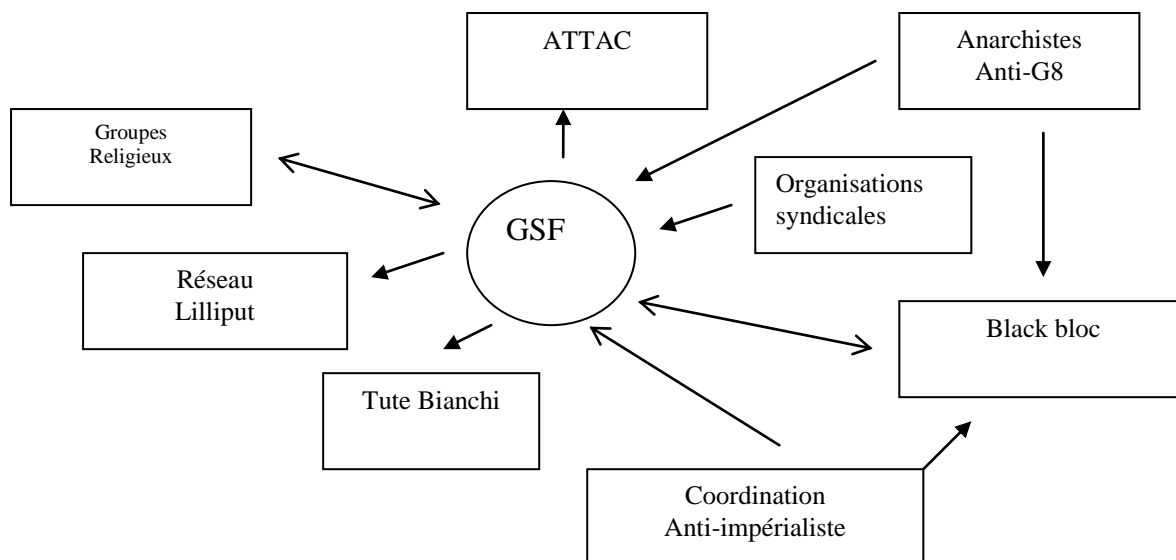 ATTAC
Anarchistes
Anti-G8
Groupes
Religieux
Organisations
syndicales
GSF
Réseau
Lilliput
Black bloc
Tute Bianchi
Coordination
Anti-impérialiste